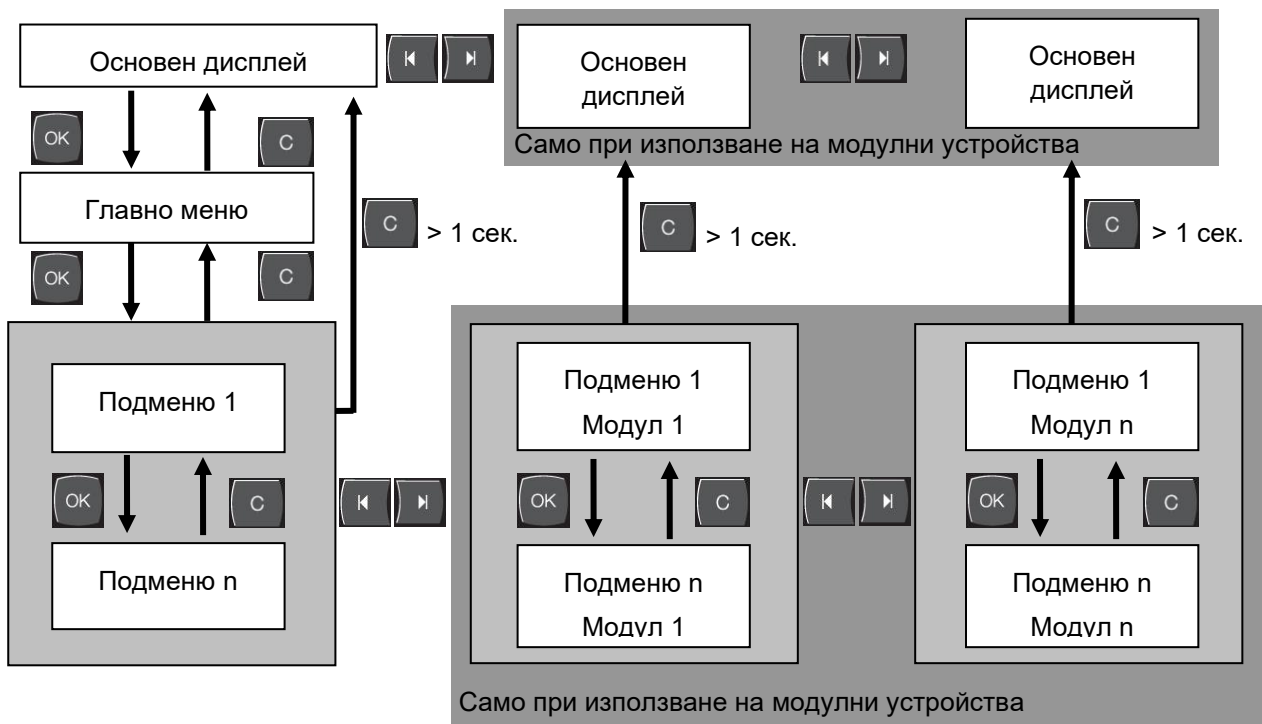 Основен дисплей
Основен
дисплей
Основен
дисплей
Само при използване на модулни устройства
OK
C
Главно меню
C > 1 сек.
C > 1 сек.
C > 1 сек.
OK
C
Подменю 1
Подменю 1
Модул 1
Подменю 1
Модул n
OK
C
OK
C
OK
C
Подменю n
Подменю n
Модул 1
Подменю n
Модул n
Само при използване на модулни устройства